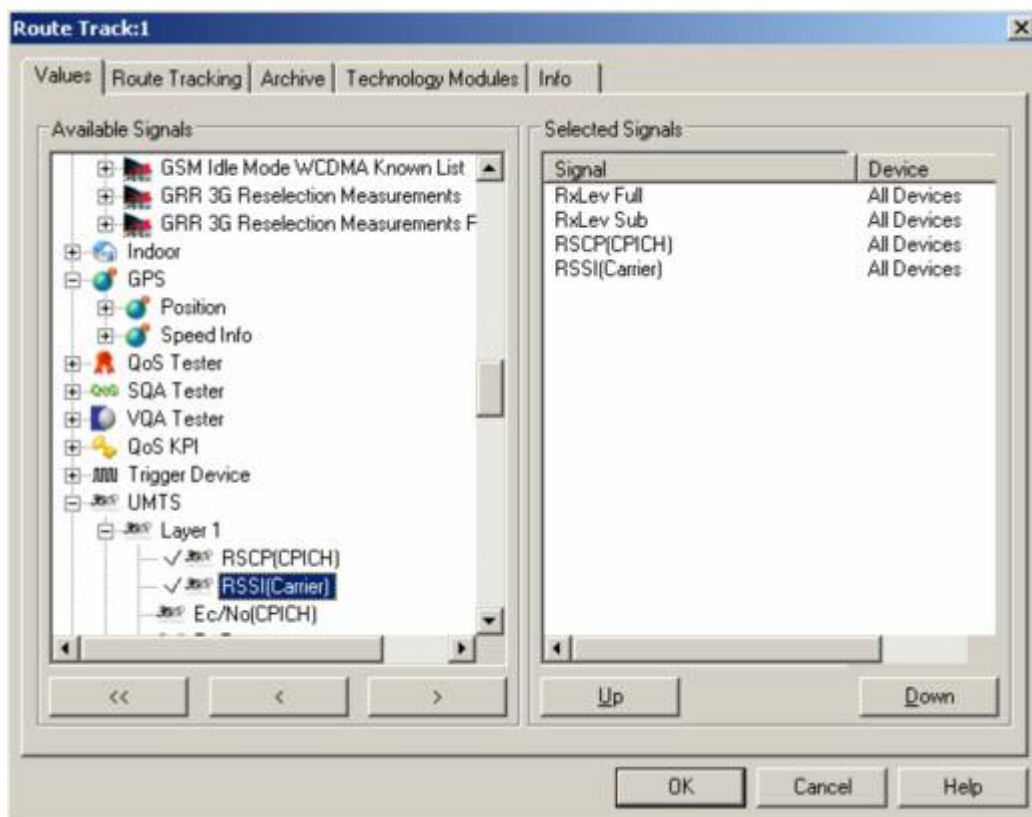 Route Track:1
Values
Route Tracking
Archive
Technology Modules
Info
Available Signals
GSM Idle Mode WCDMA Known List
GRR 3G Reselection Measurements
GRR 3G Reselection Measurements F
Indoor
GPS
Position
Speed Info
QoS Tester
SQA Tester
VQA Tester
QoS KPI
Trigger Device
UMTS
Layer 1
RSCP(CPICH)
RSSI(Carrier)
Ec/No(CPICH)
<<
<
>
Selected Signals
Signal Device
RxLev Full All Devices
RxLev Sub All Devices
RSCP(CPICH) All Devices
RSSI(Carrier) All Devices
Up
Down
OK
Cancel
Help